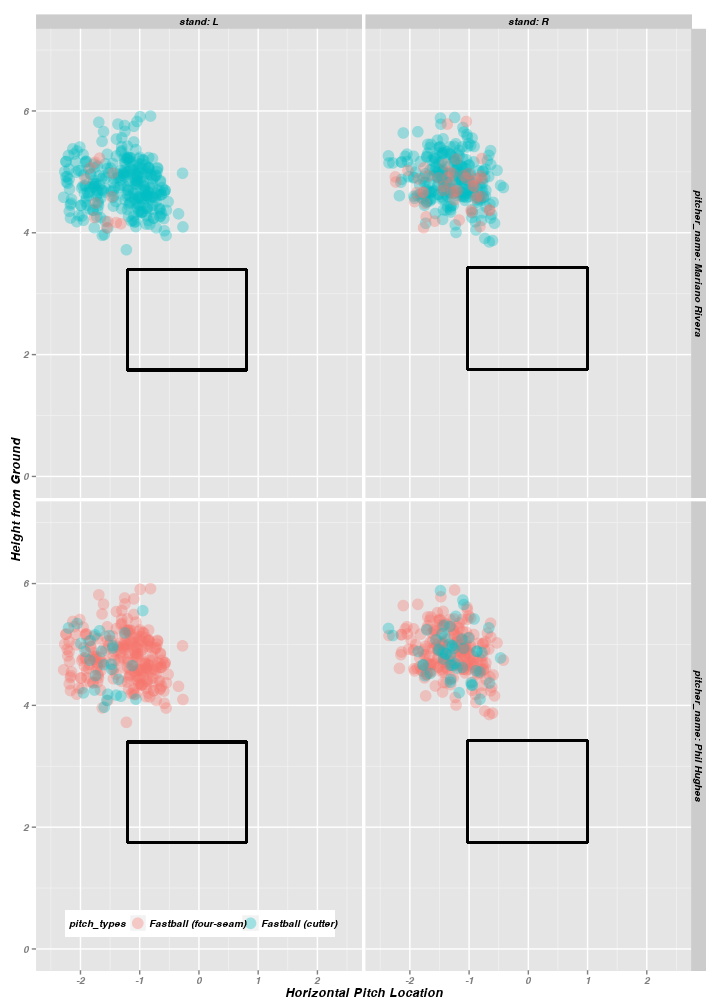 stand: L
stand: R
6
4
2
0
pitcher_name: Mariano Rivera
Height from Ground
6
4
2
0
pitcher_name: Phil Hughes
pitch_types Fastball (four-seam) Fastball (cutter)
-2 -1 0 1 2
-2 -1 0 1 2
Horizontal Pitch Location